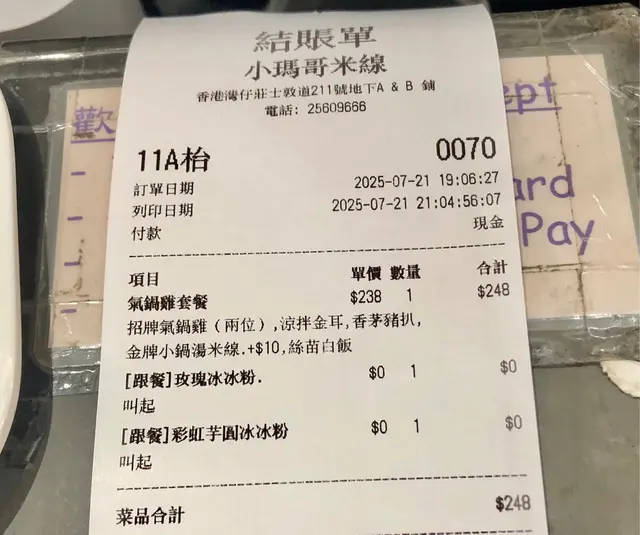 結賬單
小瑪哥米線
香港灣仔莊士敦道211號地下A & B 鋪
電話: 25609666
11A枱 0070
訂單日期 2025-07-21 19:06:27
列印日期 2025-07-21 21:04:56:07
付款 現金
項目 單價 數量 合計
氣鍋雞套餐 $238 1 $248
招牌氣鍋雞（兩位）,涼拌金耳,香茅豬扒,
金牌小鍋湯米線.+$10,絲苗白飯
[跟餐]玫瑰冰冰粉. $0 1 $0
叫起
[跟餐]彩虹芋圓冰冰粉 $0 1 $0
叫起
菜品合計 $248
歡
ept
ard
Pay